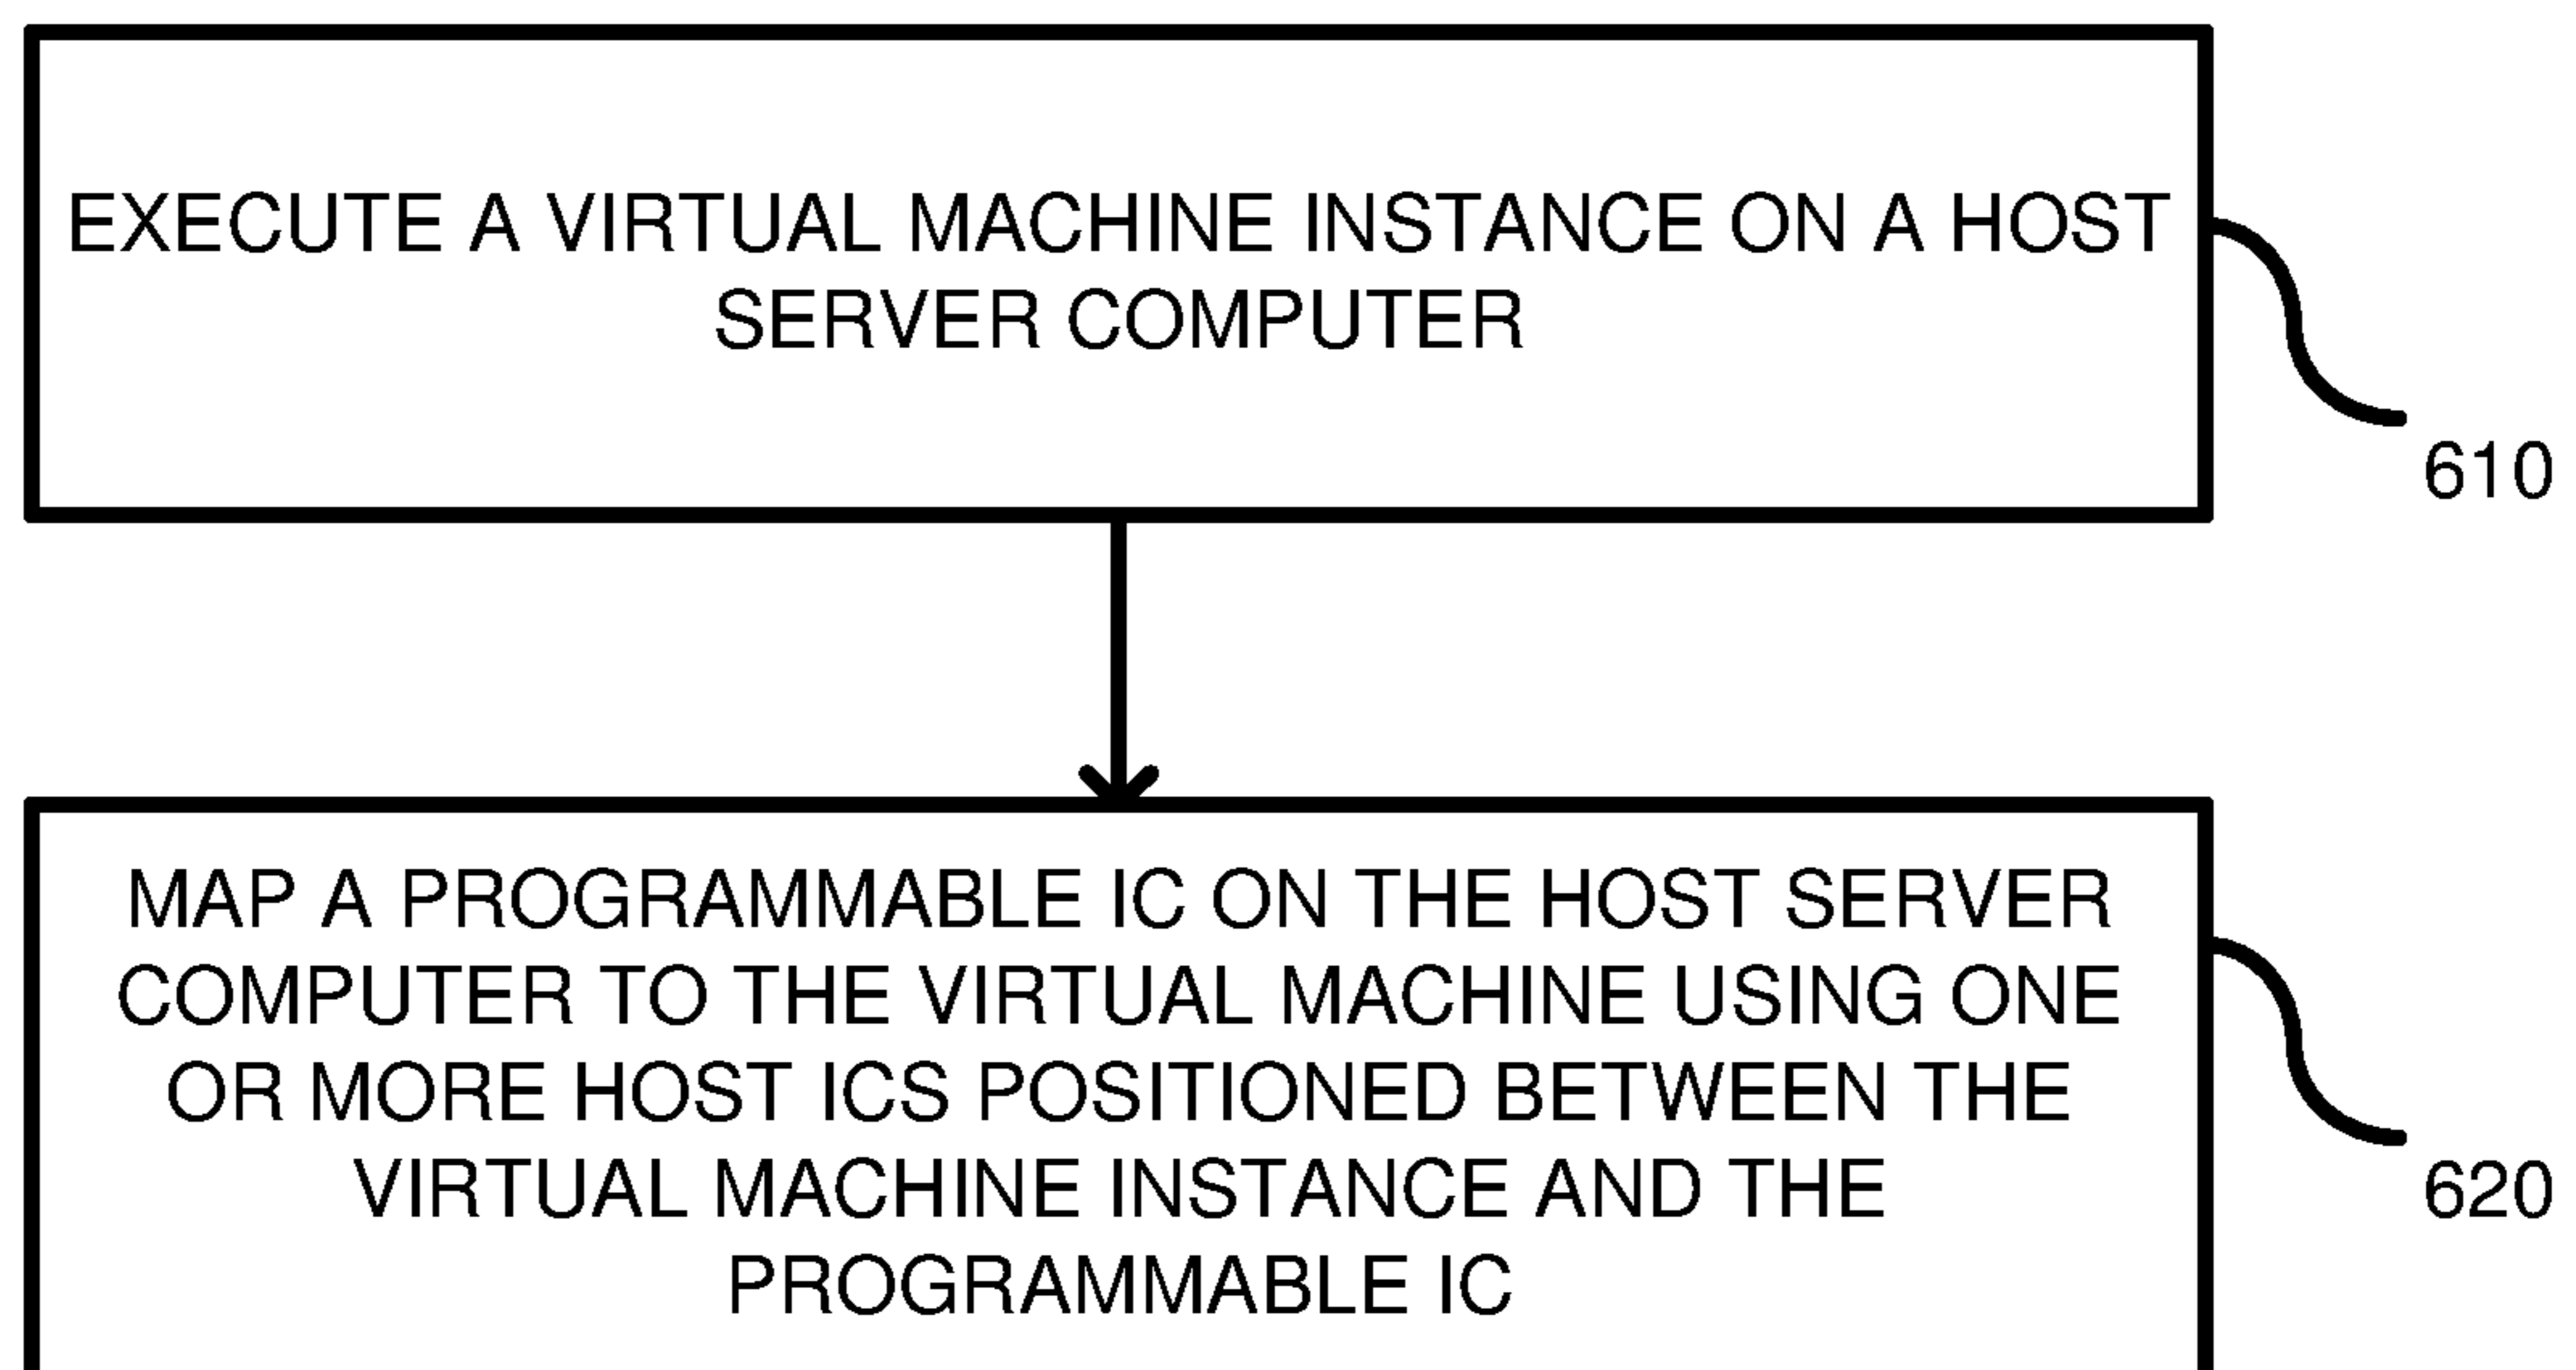 EXECUTE A VIRTUAL MACHINE INSTANCE ON A HOST
SERVER COMPUTER
610
MAP A PROGRAMMABLE IC ON THE HOST SERVER
COMPUTER TO THE VIRTUAL MACHINE USING ONE
OR MORE HOST ICS POSITIONED BETWEEN THE
VIRTUAL MACHINE INSTANCE AND THE
PROGRAMMABLE IC
620